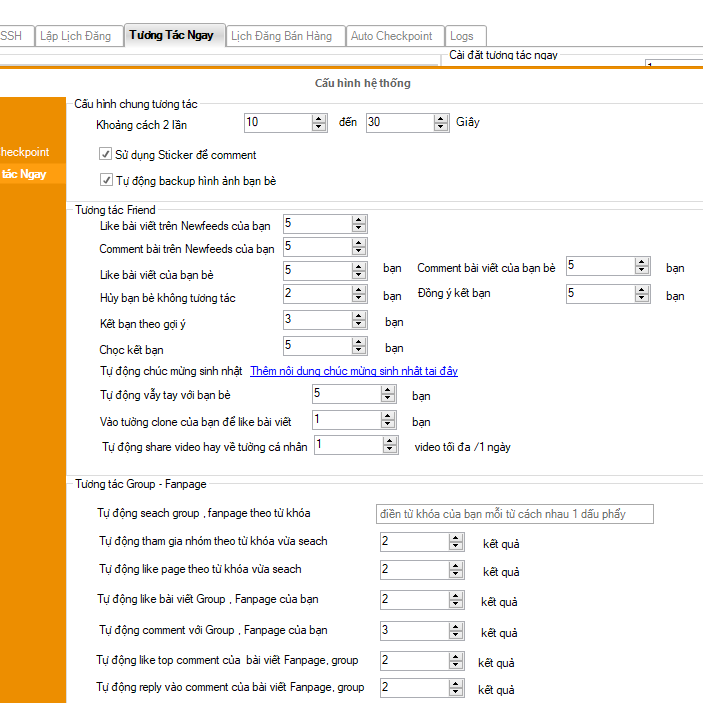 SSH Lập Lịch Đăng Tương Tác Ngay Lịch Đăng Bán Hàng Auto Checkpoint Logs
Cài đặt tương tác ngay
Cấu hình hệ thống
Cấu hình chung tương tác
Khoảng cách 2 lần 10 đến 30 Giây
heckpoint
Sử dụng Sticker để comment
tác Ngay
Tự động backup hình ảnh bạn bè
Tương tác Friend
Like bài viết trên Newfeeds của bạn 5
Comment bài trên Newfeeds của bạn 5
Like bài viết của bạn bè 5 bạn Comment bài viết của bạn bè 5 bạn
Hủy bạn bè không tương tác 2 bạn Đồng ý kết bạn 5 bạn
Kết bạn theo gợi ý 3 bạn
Chọc kết bạn 5 bạn
Tự động chúc mừng sinh nhật Thêm nội dung chúc mừng sinh nhật tại đây
Tự động vẫy tay với bạn bè 5 bạn
Vào tường clone của bạn để like bài viết 1 bạn
Tự động share video hay về tường cá nhân 1 video tối đa /1 ngày
Tương tác Group - Fanpage
Tự động seach group , fanpage theo từ khóa điền từ khóa của bạn mỗi từ cách nhau 1 dấu phẩy
Tự động tham gia nhóm theo từ khóa vừa seach 2 kết quả
Tự động like page theo từ khóa vừa seach 2 kết quả
Tự động like bài viết Group , Fanpage của bạn 2 kết quả
Tự động comment với Group , Fanpage của bạn 3 kết quả
Tự động like top comment của bài viết Fanpage, group 2 kết quả
Tự động reply vào comment của bài viết Fanpage, group 2 kết quả